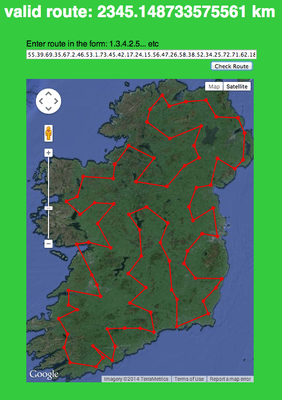 valid route: 2345.148733575561 km
Enter route in the form: 1.3.4.2.5... etc
55.39.69.35.67.2.46.53.1.73.45.42.17.24.15.56.47.26.58.38.52.34.25.72.71.62.18
Check Route
Map Satellite
Google
Imagery ©2014 TerraMetrics Terms of Use Report a map error